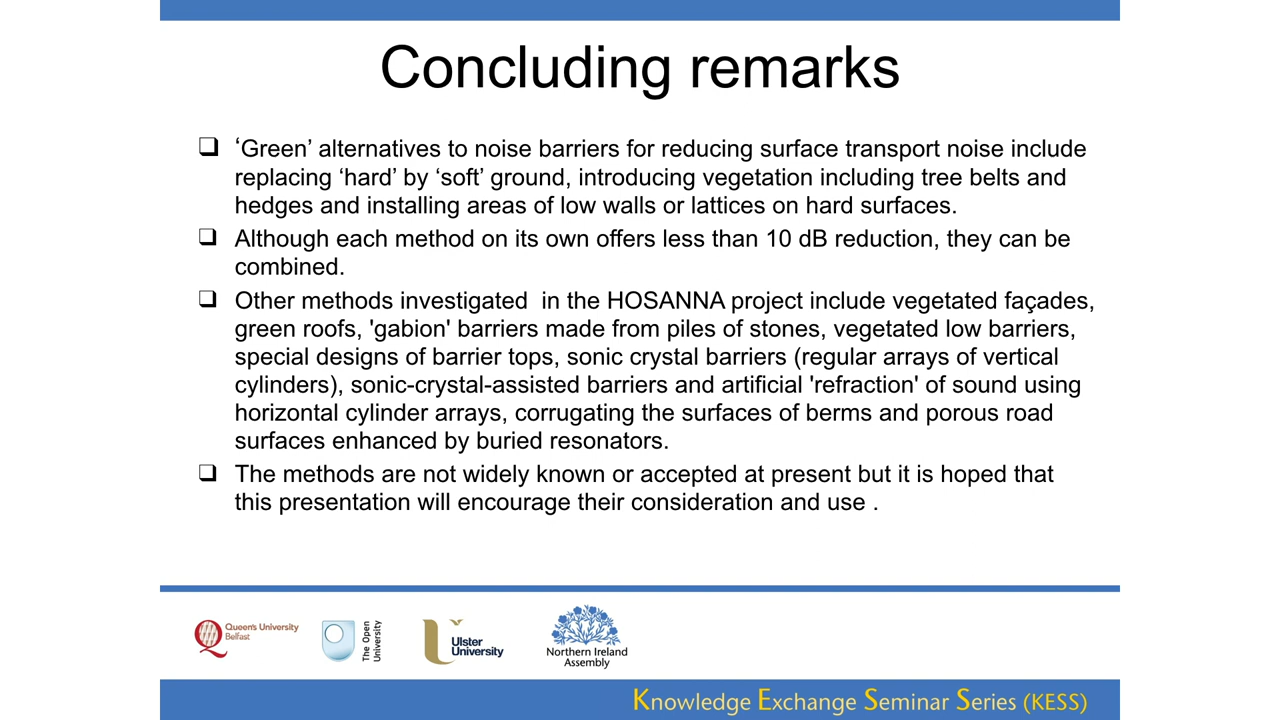 Concluding remarks
❑ ‘Green’ alternatives to noise barriers for reducing surface transport noise include
replacing ‘hard’ by ‘soft’ ground, introducing vegetation including tree belts and
hedges and installing areas of low walls or lattices on hard surfaces.
❑ Although each method on its own offers less than 10 dB reduction, they can be
combined.
❑ Other methods investigated  in the HOSANNA project include vegetated façades,
green roofs, 'gabion' barriers made from piles of stones, vegetated low barriers,
special designs of barrier tops, sonic crystal barriers (regular arrays of vertical
cylinders), sonic-crystal-assisted barriers and artificial 'refraction' of sound using
horizontal cylinder arrays, corrugating the surfaces of berms and porous road
surfaces enhanced by buried resonators.
❑ The methods are not widely known or accepted at present but it is hoped that
this presentation will encourage their consideration and use .
Queen's University
Belfast
The Open
University
Ulster
University
Northern Ireland
Assembly
Knowledge Exchange Seminar Series (KESS)